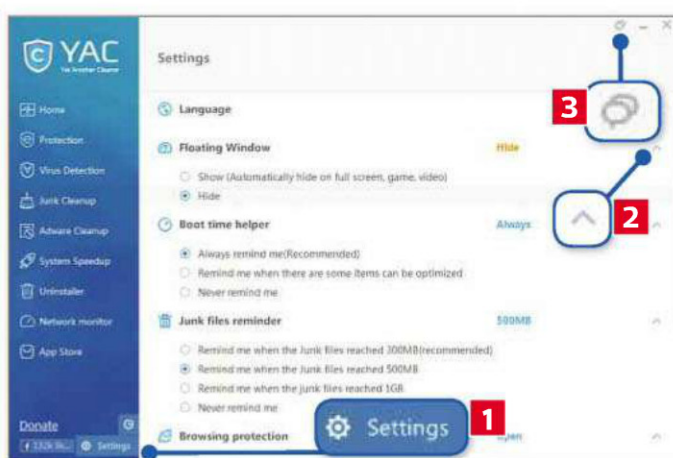 YAC
Yet Another Cleaner
Settings
Home
Protection
Virus Detection
Junk Cleanup
Adware Cleanup
System Speedup
Uninstaller
Network monitor
App Store
Donate
Settings
Language
3
Floating Window Hide
Show (Automatically hide on full screen, game, video)
Hide
2
Boot time helper Always
Always remind me(Recommended)
Remind me when there are some items can be optimized
Never remind me
Junk files reminder 500MB
Remind me when the Junk files reached 300MB(recommended)
Remind me when the Junk files reached 500MB
Remind me when the junk files reached 1GB
Never remind me
Settings 1
Browsing protection Open